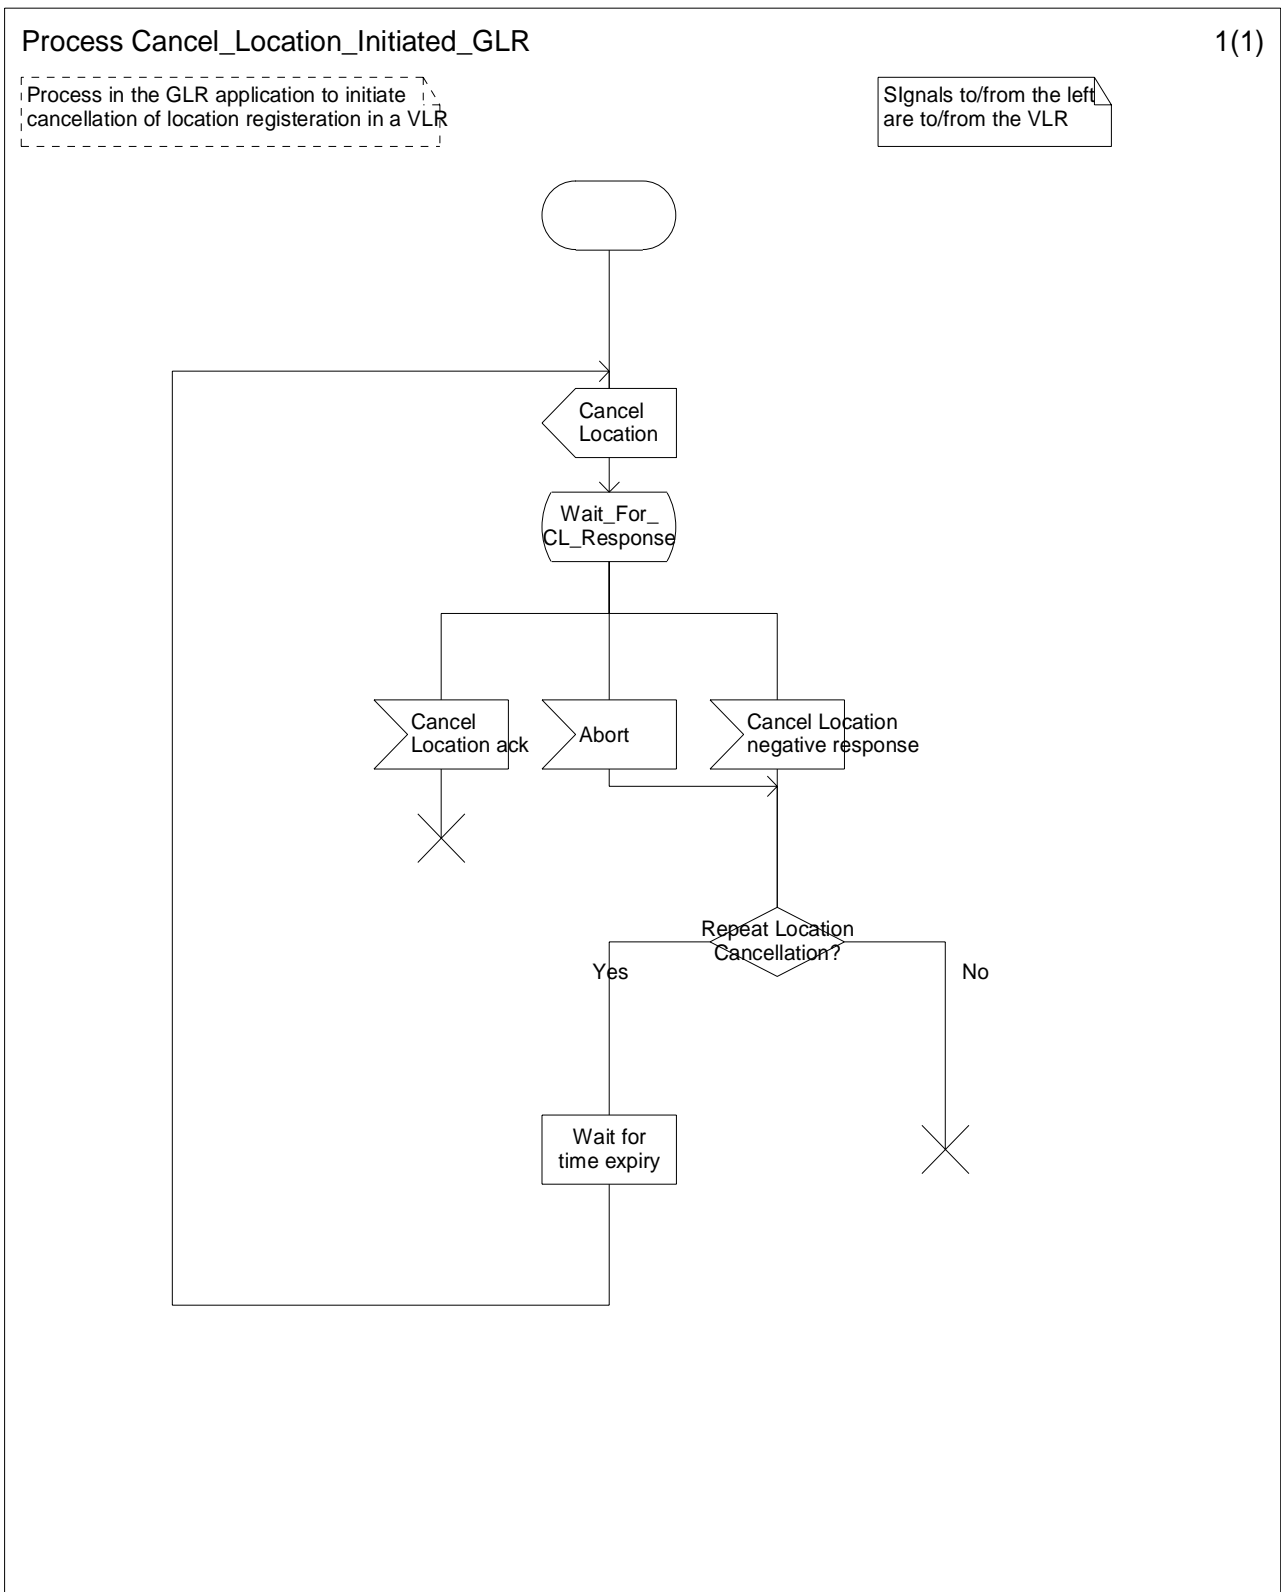 Process Cancel_Location_Initiated_GLR
1(1)
Process in the GLR application to initiate
cancellation of location registeration in a VLR
SIgnals to/from the left
are to/from the VLR
Cancel
Location
Wait_For_
CL_Response
Cancel
Location ack
Abort
Cancel Location
negative response
Repeat Location
Cancellation?
Yes
No
Wait for
time expiry